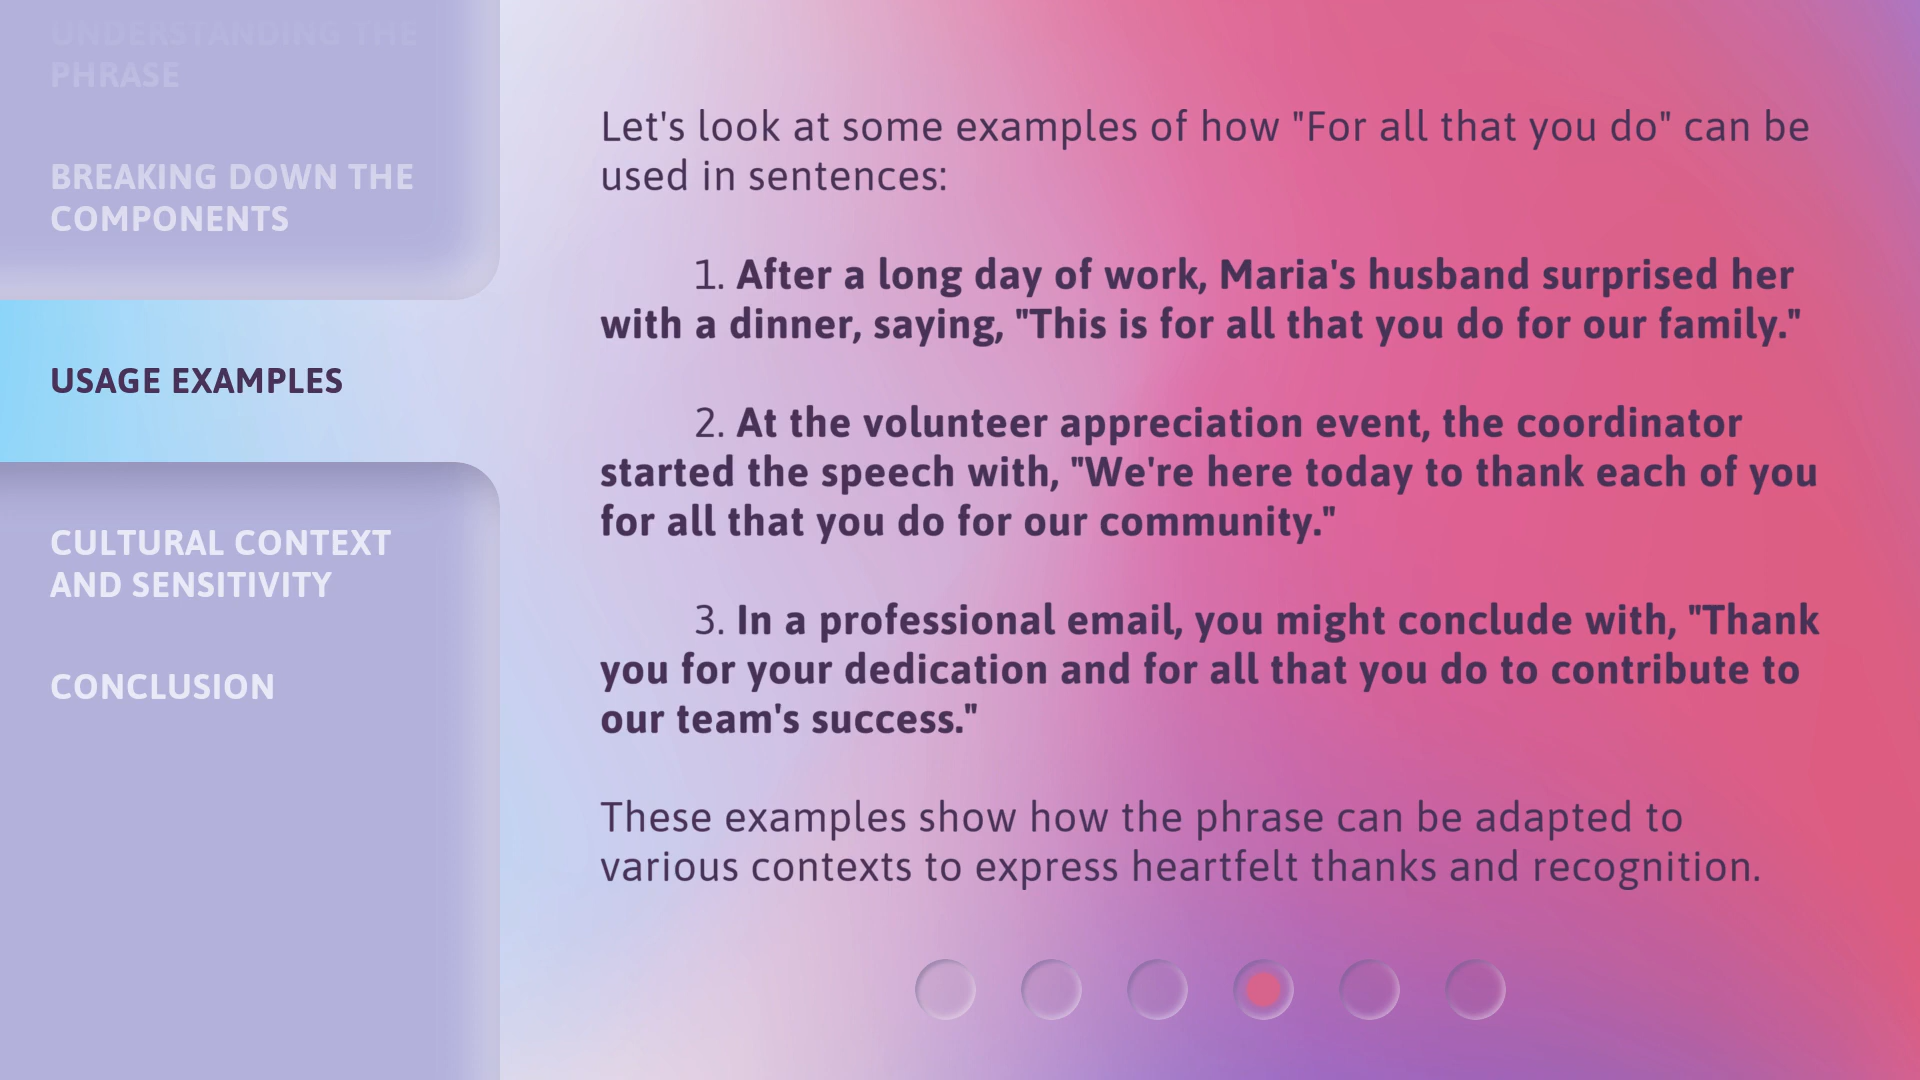 UNDERSTANDING THE
PHRASE
BREAKING DOWN THE
COMPONENTS
USAGE EXAMPLES
CULTURAL CONTEXT
AND SENSITIVITY
CONCLUSION
Let's look at some examples of how "For all that you do" can be
used in sentences:
1. After a long day of work, Maria's husband surprised her
with a dinner, saying, "This is for all that you do for our family."
2. At the volunteer appreciation event, the coordinator
started the speech with, "We're here today to thank each of you
for all that you do for our community."
3. In a professional email, you might conclude with, "Thank
you for your dedication and for all that you do to contribute to
our team's success."
These examples show how the phrase can be adapted to
various contexts to express heartfelt thanks and recognition.